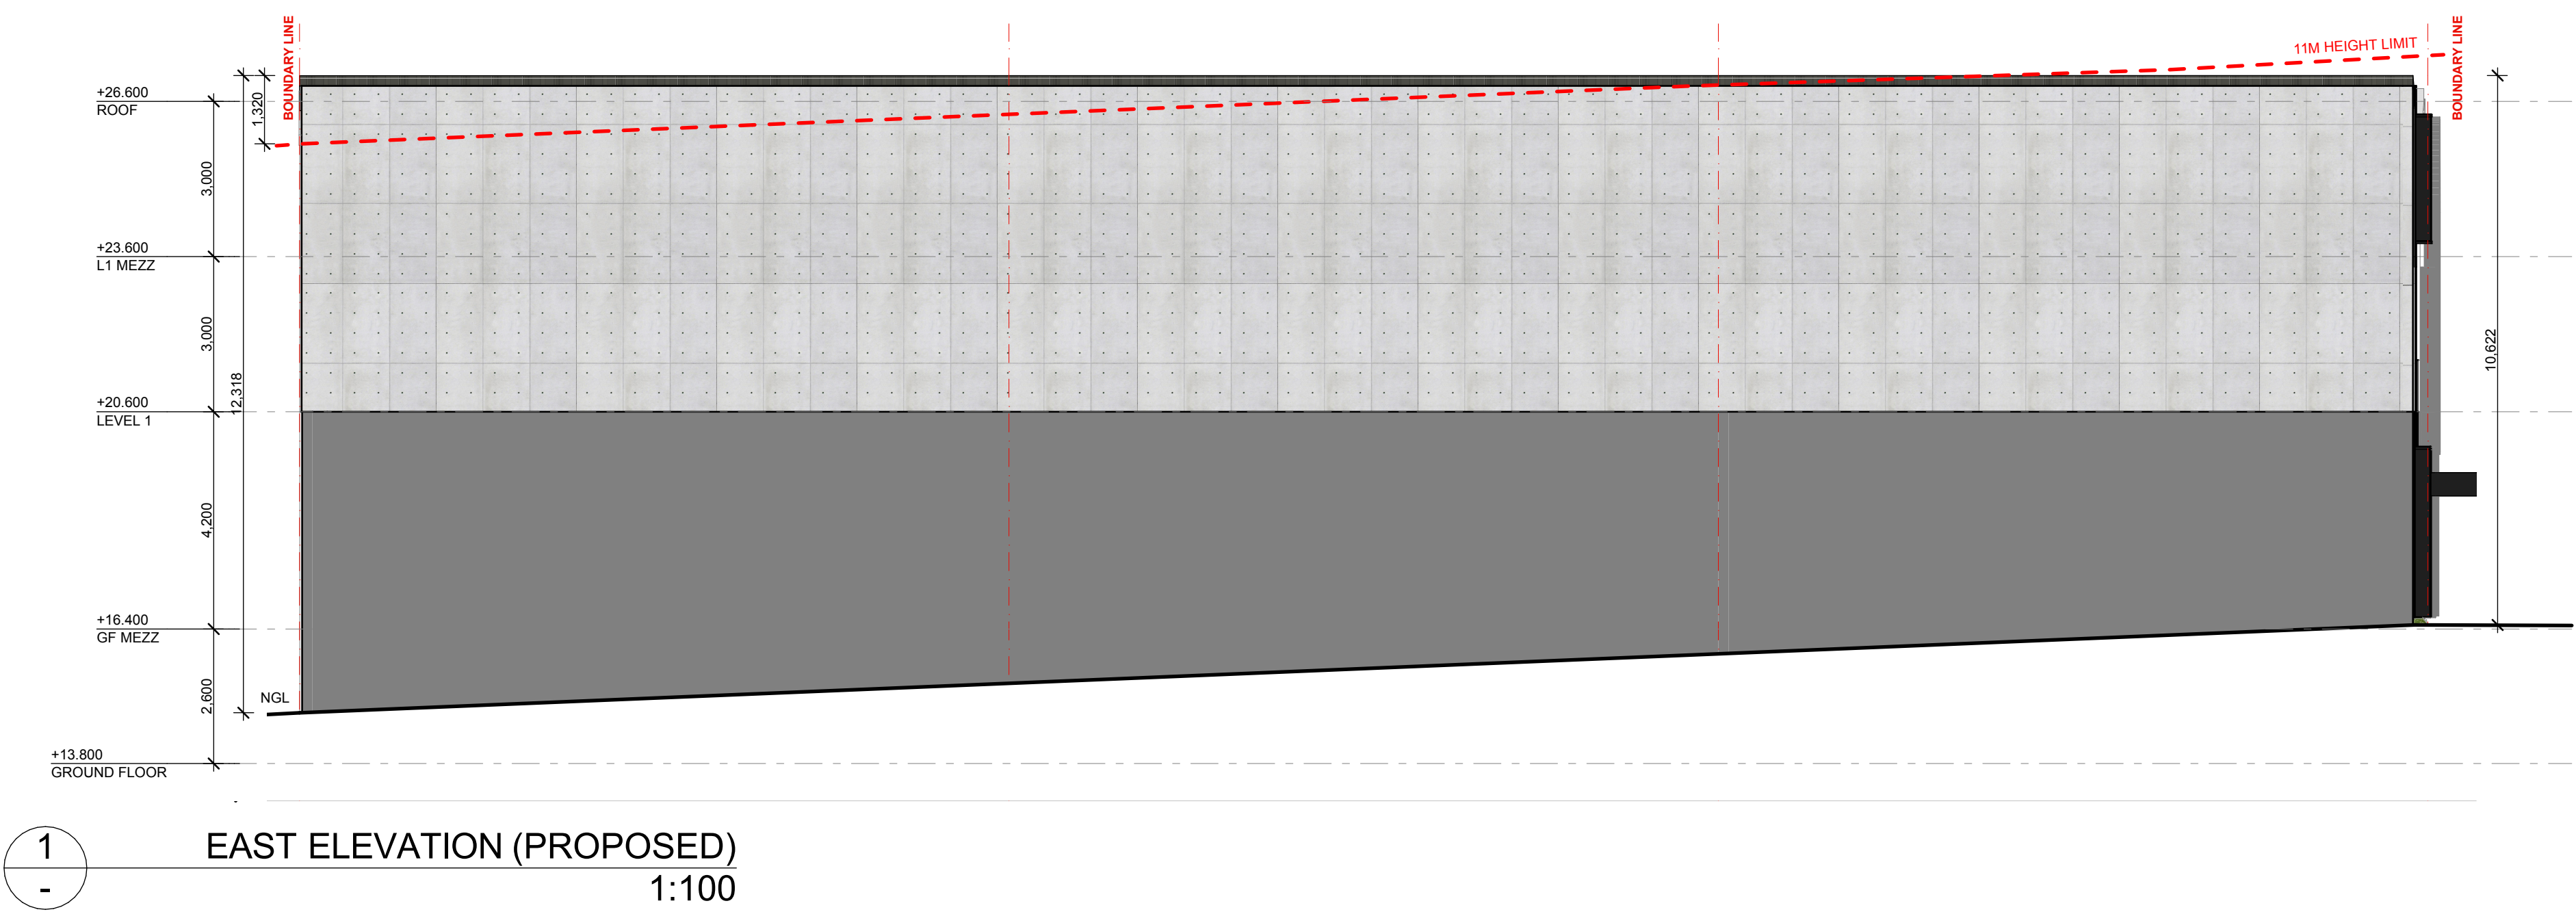 BOUNDARY LINE
11M HEIGHT LIMIT
BOUNDARY LINE
+26.600
ROOF
1,320
3,000
+23.600
L1 MEZZ
3,000
12,318
10,622
+20.600
LEVEL 1
4,200
+16.400
GF MEZZ
2,600
NGL
+13.800
GROUND FLOOR
-
1
EAST ELEVATION (PROPOSED)
-
1:100